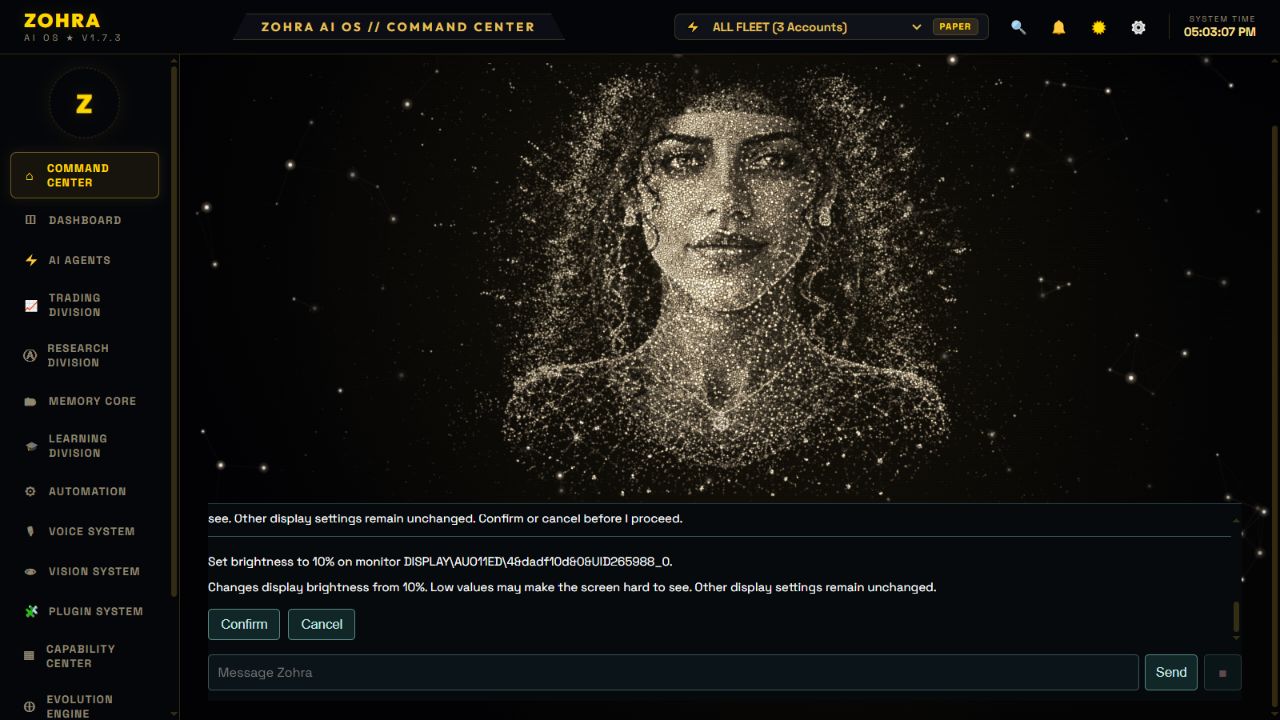 ZOHRA
AI OS ★ V1.7.3
ZOHRA AI OS // COMMAND CENTER
ALL FLEET (3 Accounts)
PAPER
SYSTEM TIME
05:03:07 PM
Z
COMMAND
CENTER
DASHBOARD
AI AGENTS
TRADING
DIVISION
RESEARCH
DIVISION
MEMORY CORE
LEARNING
DIVISION
AUTOMATION
VOICE SYSTEM
VISION SYSTEM
PLUGIN SYSTEM
CAPABILITY
CENTER
EVOLUTION
ENGINE
see. Other display settings remain unchanged. Confirm or cancel before I proceed.
Set brightness to 10% on monitor DISPLAY\AUO11ED\4&dadf10d&0&UID265988_0.
Changes display brightness from 10%. Low values may make the screen hard to see. Other display settings remain unchanged.
Confirm
Cancel
Message Zohra
Send